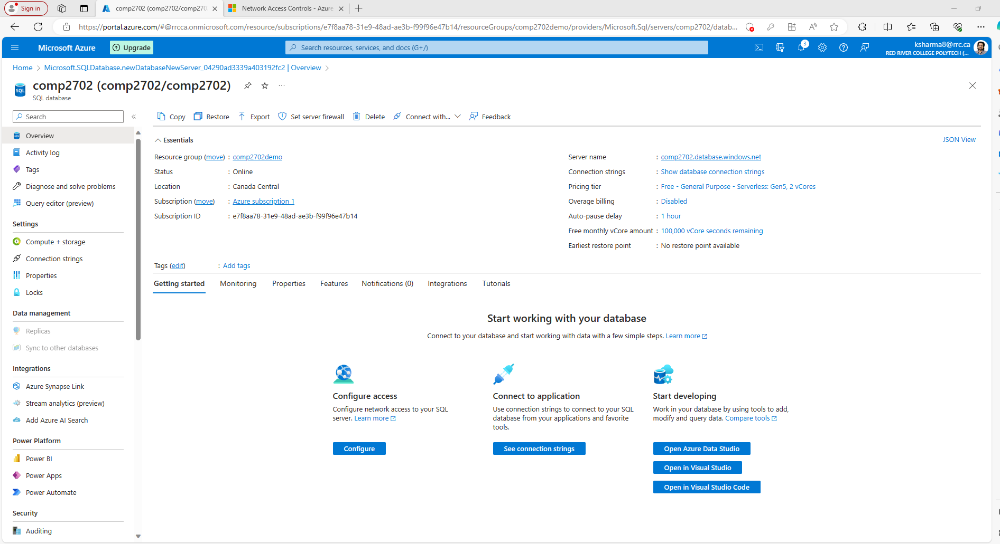 Sign in
comp2702 (comp2702/comp270
Network Access Controls - Azure
https://portal.azure.com/#@rrcca.onmicrosoft.com/resource/subscriptions/e7f8aa78-31e9-48ad-ae3b-f99f96e47b14/resourceGroups/comp2702demo/providers/Microsoft.Sql/servers/comp2702/datab...
Microsoft Azure
Upgrade
Search resources, services, and docs (G+/)
3
ksharma8@rrc.ca
RED RIVER COLLEGE POLYTECH (...
Home > Microsoft.SQLDatabase.newDatabaseNewServer_04290ad3339a403192fc2 | Overview >
SQL
comp2702 (comp2702/comp2702)
...
SQL database
Search
«
Copy
Restore
Export
Set server firewall
Delete
Connect with...
Feedback
Overview
Activity log
Tags
Diagnose and solve problems
Query editor (preview)
Settings
Compute + storage
Connection strings
Properties
Locks
Data management
Replicas
Sync to other databases
Integrations
Azure Synapse Link
Stream analytics (preview)
Add Azure AI Search
Power Platform
Power BI
Power Apps
Power Automate
Security
Auditing
Essentials
JSON View
Resource group (move) : comp2702demo
Status : Online
Location : Canada Central
Subscription (move) : Azure subscription 1
Subscription ID : e7f8aa78-31e9-48ad-ae3b-f99f96e47b14
Server name : comp2702.database.windows.net
Connection strings : Show database connection strings
Pricing tier : Free - General Purpose - Serverless: Gen5, 2 vCores
Overage billing : Disabled
Auto-pause delay : 1 hour
Free monthly vCore amount : 100,000 vCore seconds remaining
Earliest restore point : No restore point available
Tags (edit) : Add tags
Getting started
Monitoring
Properties
Features
Notifications (0)
Integrations
Tutorials
Start working with your database
Connect to your database and start working with data with a few simple steps. Learn more
Configure access
Configure network access to your SQL
server. Learn more
Configure
Connect to application
Use connection strings to connect to your SQL
database from your applications and favorite
tools.
See connection strings
Start developing
Work in your database by using tools to add,
modify and query data. Compare tools
Open Azure Data Studio
Open in Visual Studio
Open in Visual Studio Code